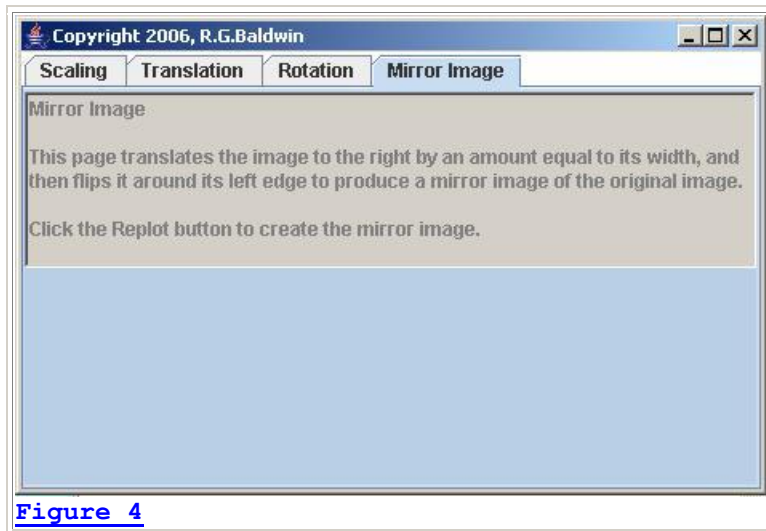 Copyright 2006, R.G.Baldwin
Scaling Translation Rotation Mirror Image
Mirror Image
This page translates the image to the right by an amount equal to its width, and
then flips it around its left edge to produce a mirror image of the original image.
Click the Replot button to create the mirror image.
Figure 4